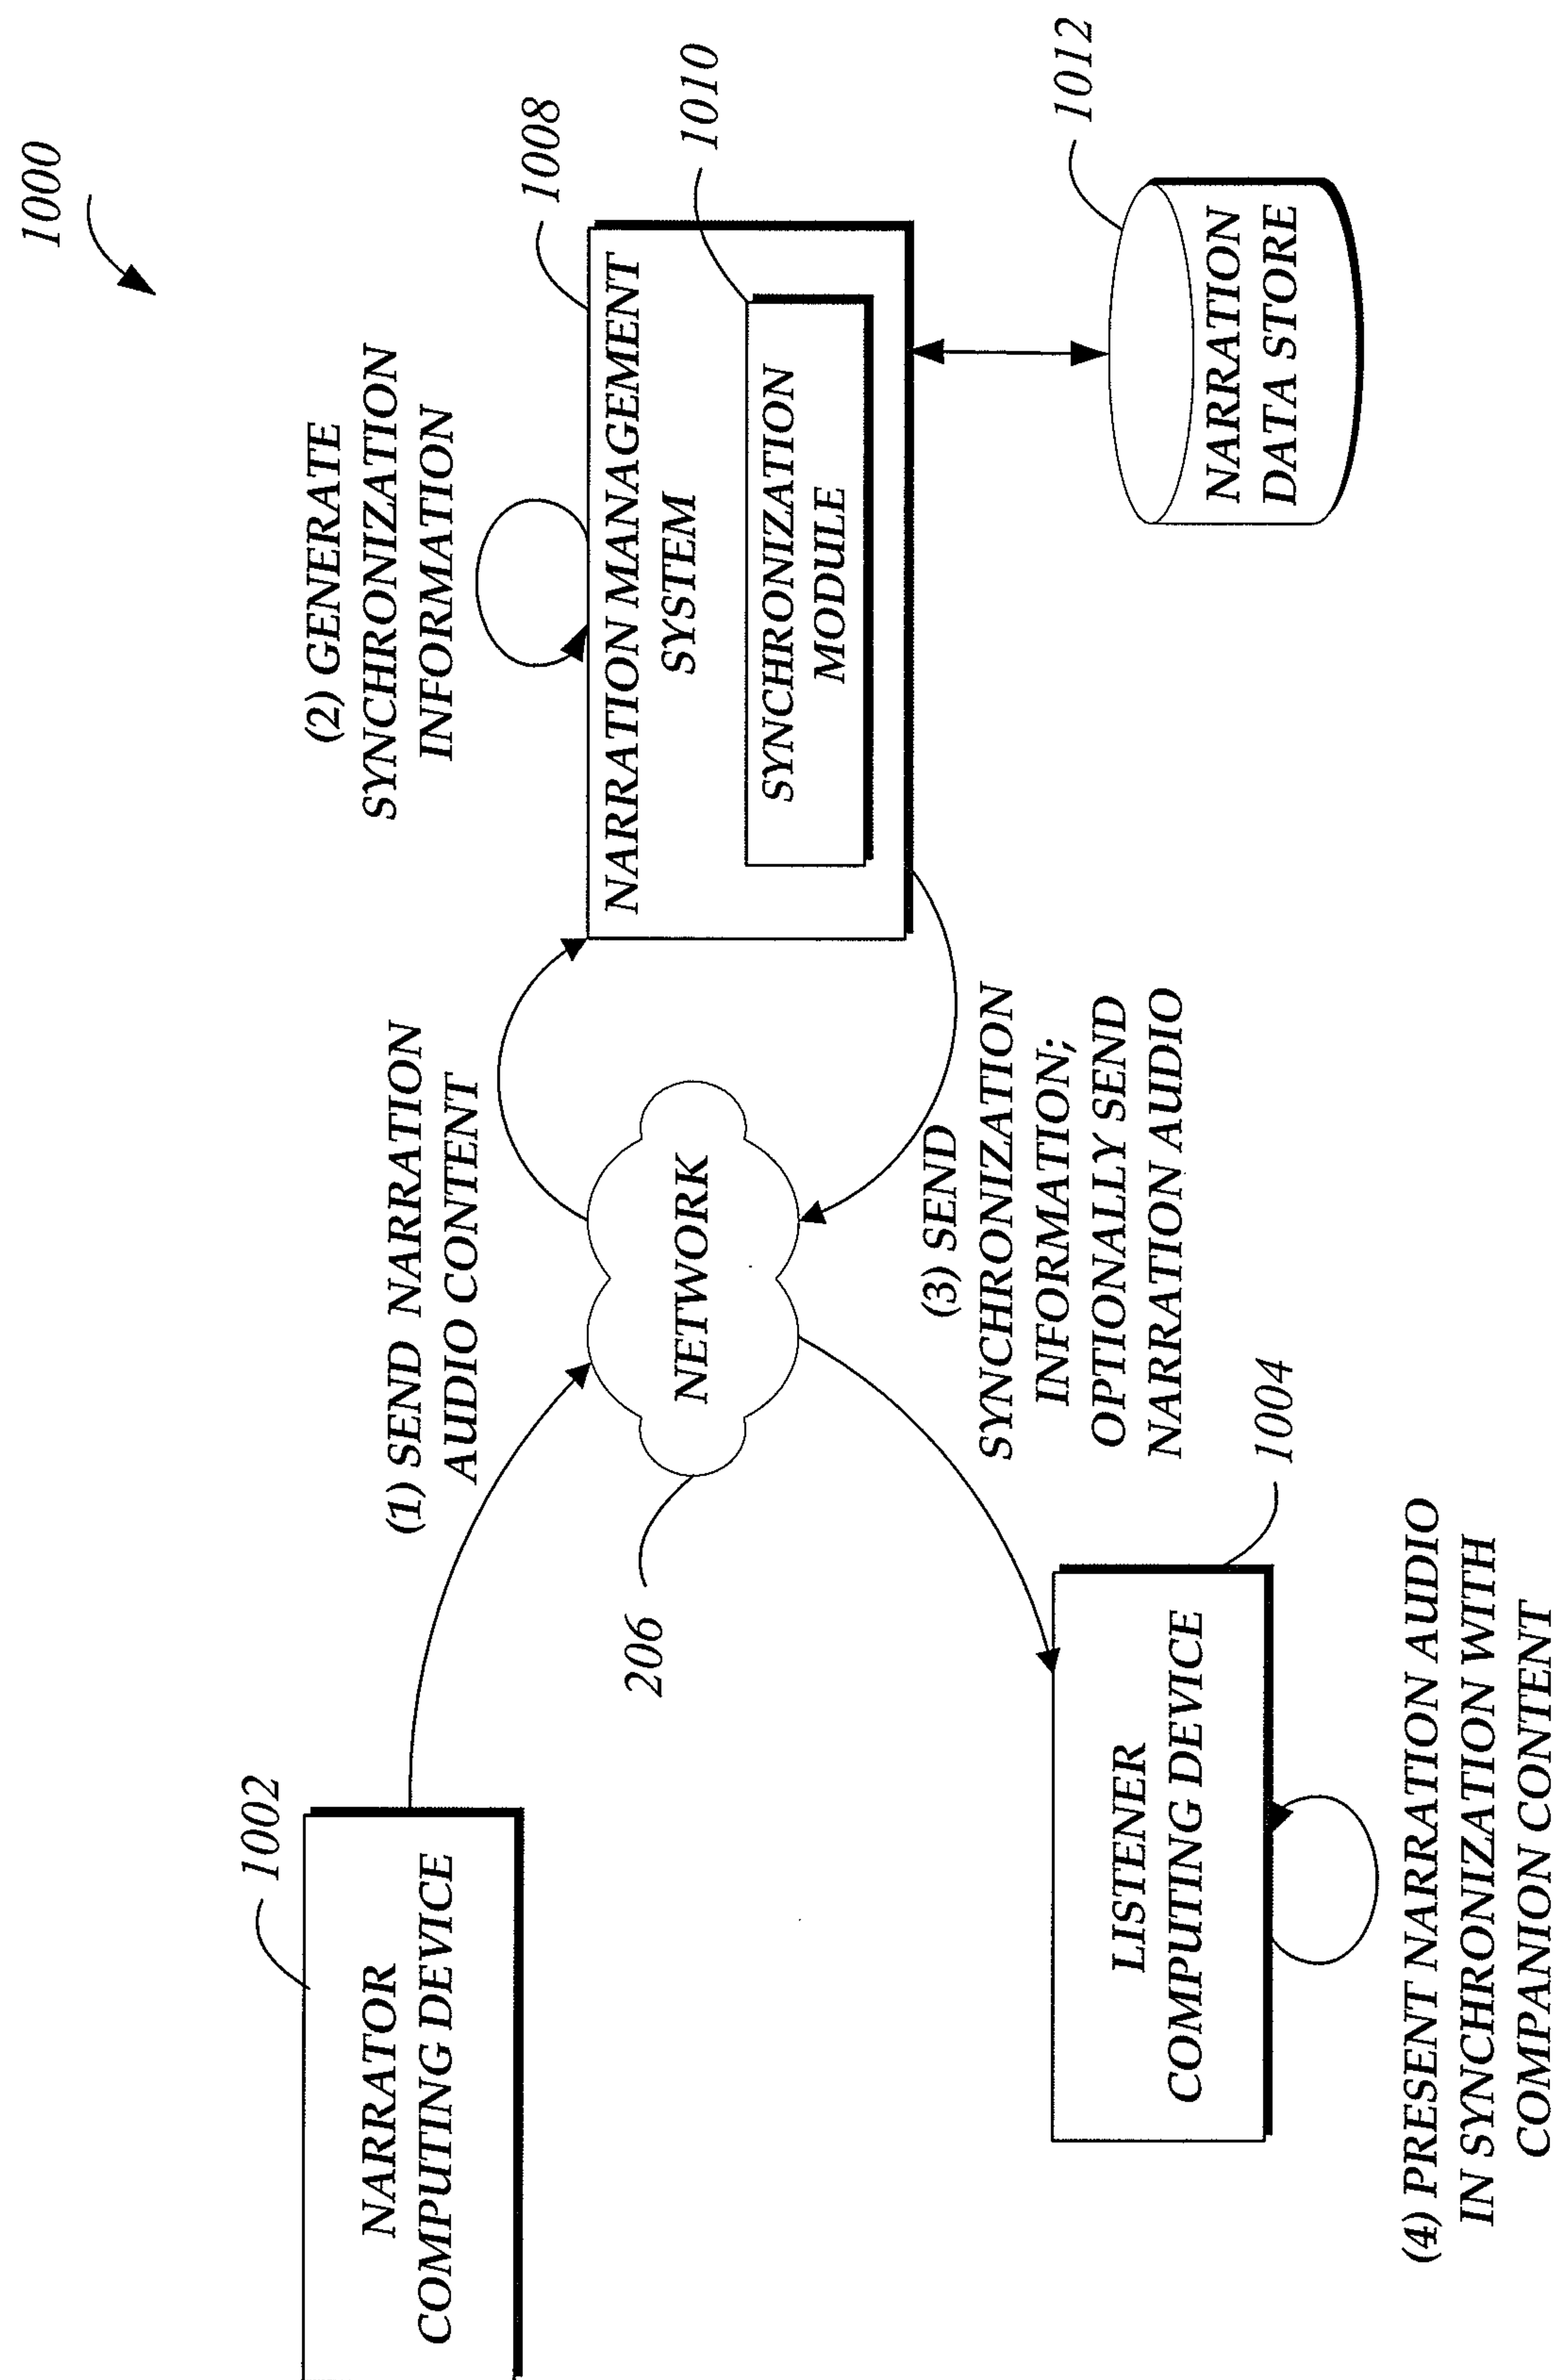 1000
1002
NARRATOR
COMPUTING DEVICE
(1) SEND NARRATION
AUDIO CONTENT
(2) GENERATE
SYNCHRONIZATION
INFORMATION
1008
NARRATION MANAGEMENT
SYSTEM
1010
SYNCHRONIZATION
MODULE
206
NETWORK
(3) SEND
SYNCHRONIZATION
INFORMATION;
OPTIONALLY SEND
NARRATION AUDIO
1012
NARRATION
DATA STORE
1004
LISTENER
COMPUTING DEVICE
(4) PRESENT NARRATION AUDIO
IN SYNCHRONIZATION WITH
COMPANION CONTENT